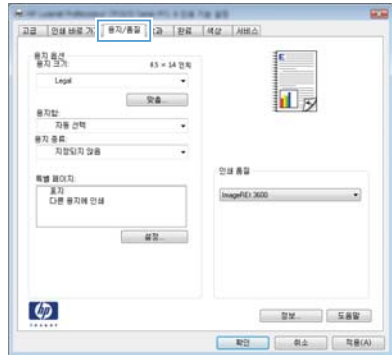 고급
인쇄 바로 가기
용지/품질
효과
완료
색상
서비스
용지 옵션
용지 크기:
8.5 × 14 인치
Legal
맞춤...
용지함:
자동 선택
용지 종류:
지정되지 않음
특별 페이지:
표지
다른 용지에 인쇄
설정...
인쇄 품질
ImageREt 3600
hp
정보...
도움말
확인
취소
적용(A)